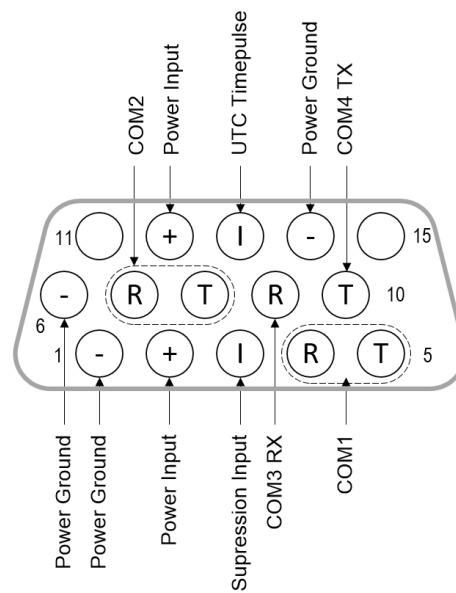 COM2
Power Input
UTC Timepulse
Power Ground
COM4 TX
11
+
I
-
15
-
R
T
R
T
10
6
1
-
+
I
R
T
5
Power Ground
Power Ground
Power Input
Supression Input
COM3 RX
COM1